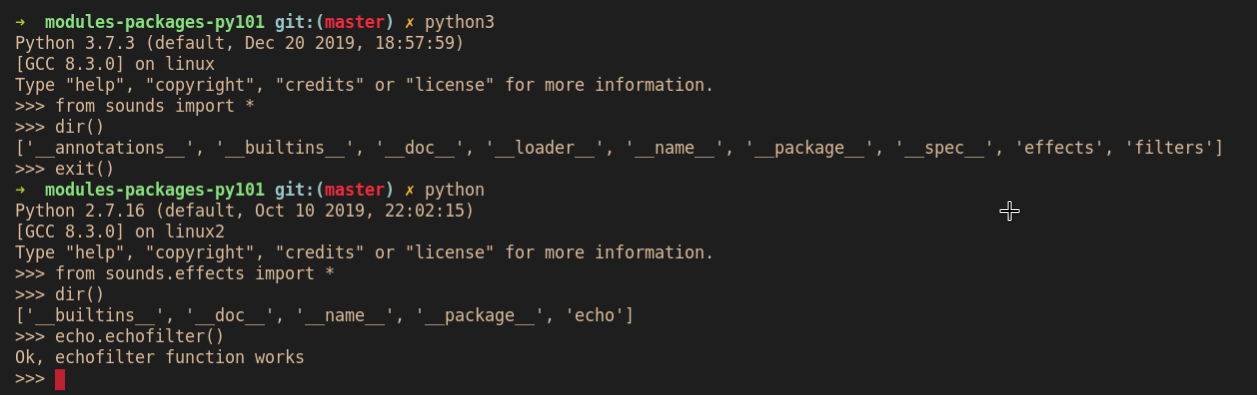 → modules-packages-py101 git:(master) ✗ python3
Python 3.7.3 (default, Dec 20 2019, 18:57:59)
[GCC 8.3.0] on linux
Type "help", "copyright", "credits" or "license" for more information.
>>> from sounds import *
>>> dir()
['__annotations__', '__builtins__', '__doc__', '__loader__', '__name__', '__package__', '__spec__', 'effects', 'filters']
>>> exit()
→ modules-packages-py101 git:(master) ✗ python
Python 2.7.16 (default, Oct 10 2019, 22:02:15)
[GCC 8.3.0] on linux2
Type "help", "copyright", "credits" or "license" for more information.
>>> from sounds.effects import *
>>> dir()
['__builtins__', '__doc__', '__name__', '__package__', 'echo']
>>> echo.echofilter()
Ok, echofilter function works
>>>